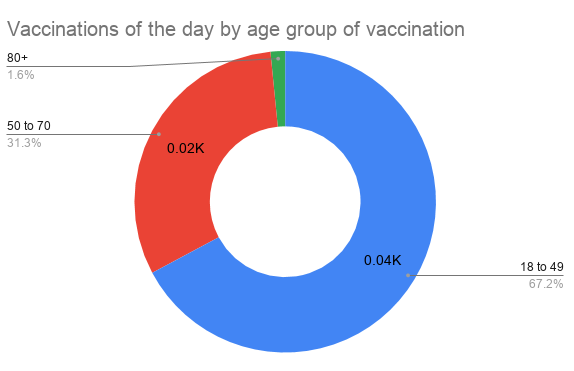 Vaccinations of the day by age group of vaccination
80+
1.6%
50 to 70
31.3%
0.02K
0.04K
18 to 49
67.2%